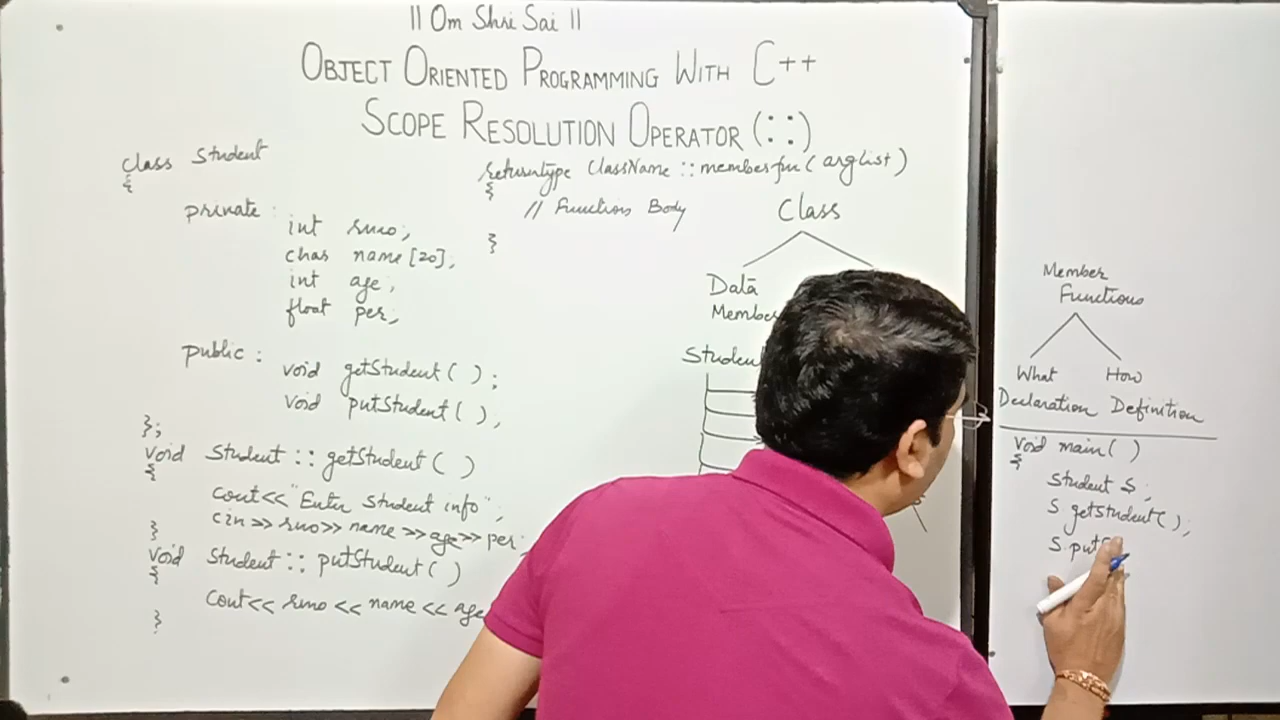 || Om Shri Sai ||
OBJECT ORIENTED PROGRAMMING WITH C++
SCOPE RESOLUTION OPERATOR (::)
class Student
{
private:
int rno;
char name[20];
int age;
float per;
public:
void getStudent( );
void putStudent( );
};
void Student :: getStudent( )
{
cout<< "Enter Student info";
cin >> rno >> name >> age >> per;
}
void Student :: putStudent( )
{
cout<< rno << name << age
}
returntype ClassName :: memberfun(arglist)
{
// Function Body
}
Class
Data
Member
Student
Member
Functions
What How
Declaration Definition
void main( )
{
Student S;
S getStudent( );
S put